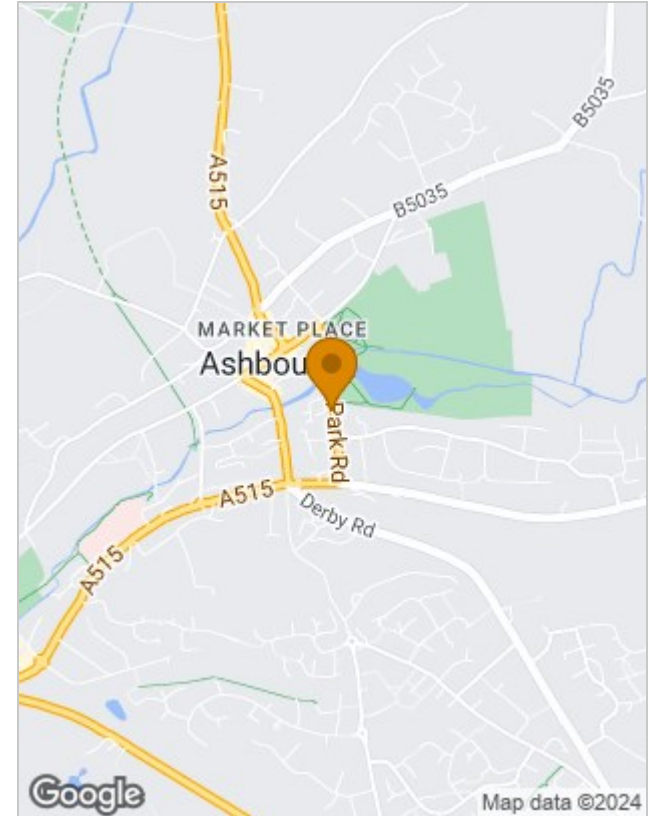 B5035
A515
B5035
MARKET PLACE
Ashbou
Park Rd
A515
Derby Rd
A515
Google
Map data ©2024